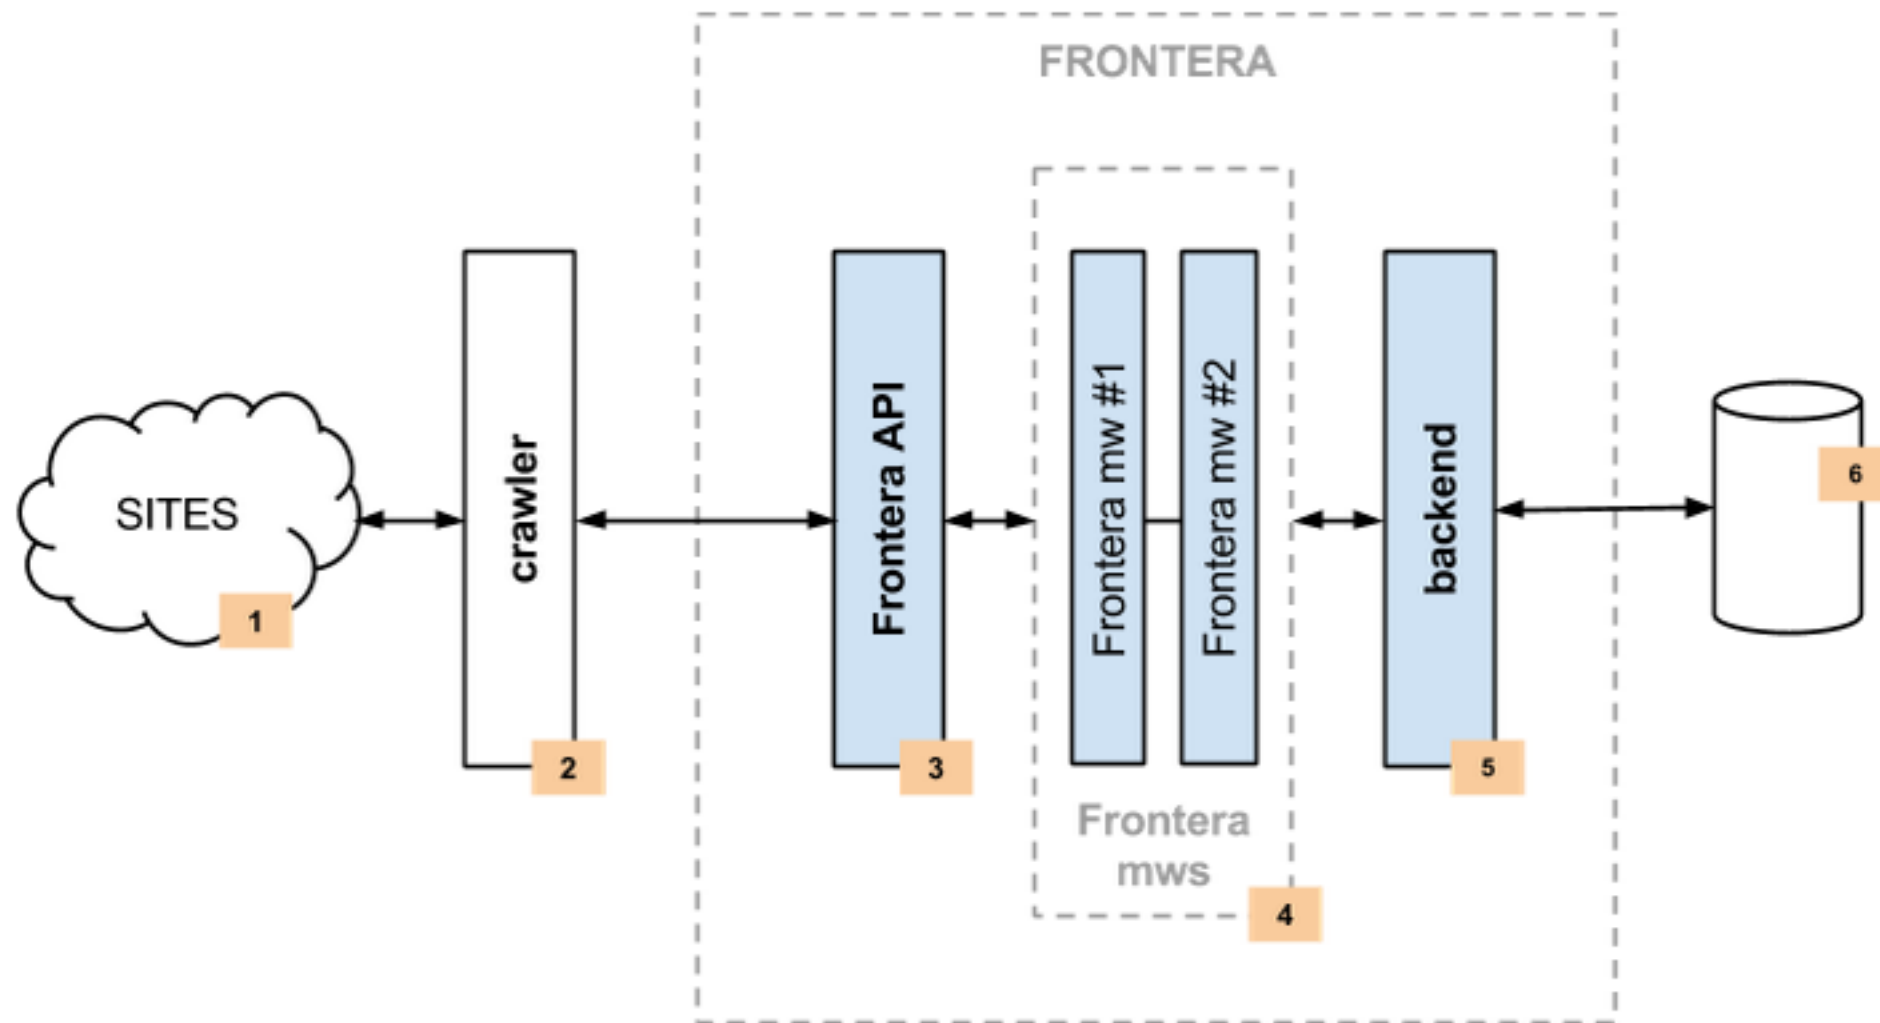 FRONTERA
SITES
1
crawler
2
Frontera API
3
Frontera mw #1
Frontera mw #2
Frontera
mws
4
backend
5
6